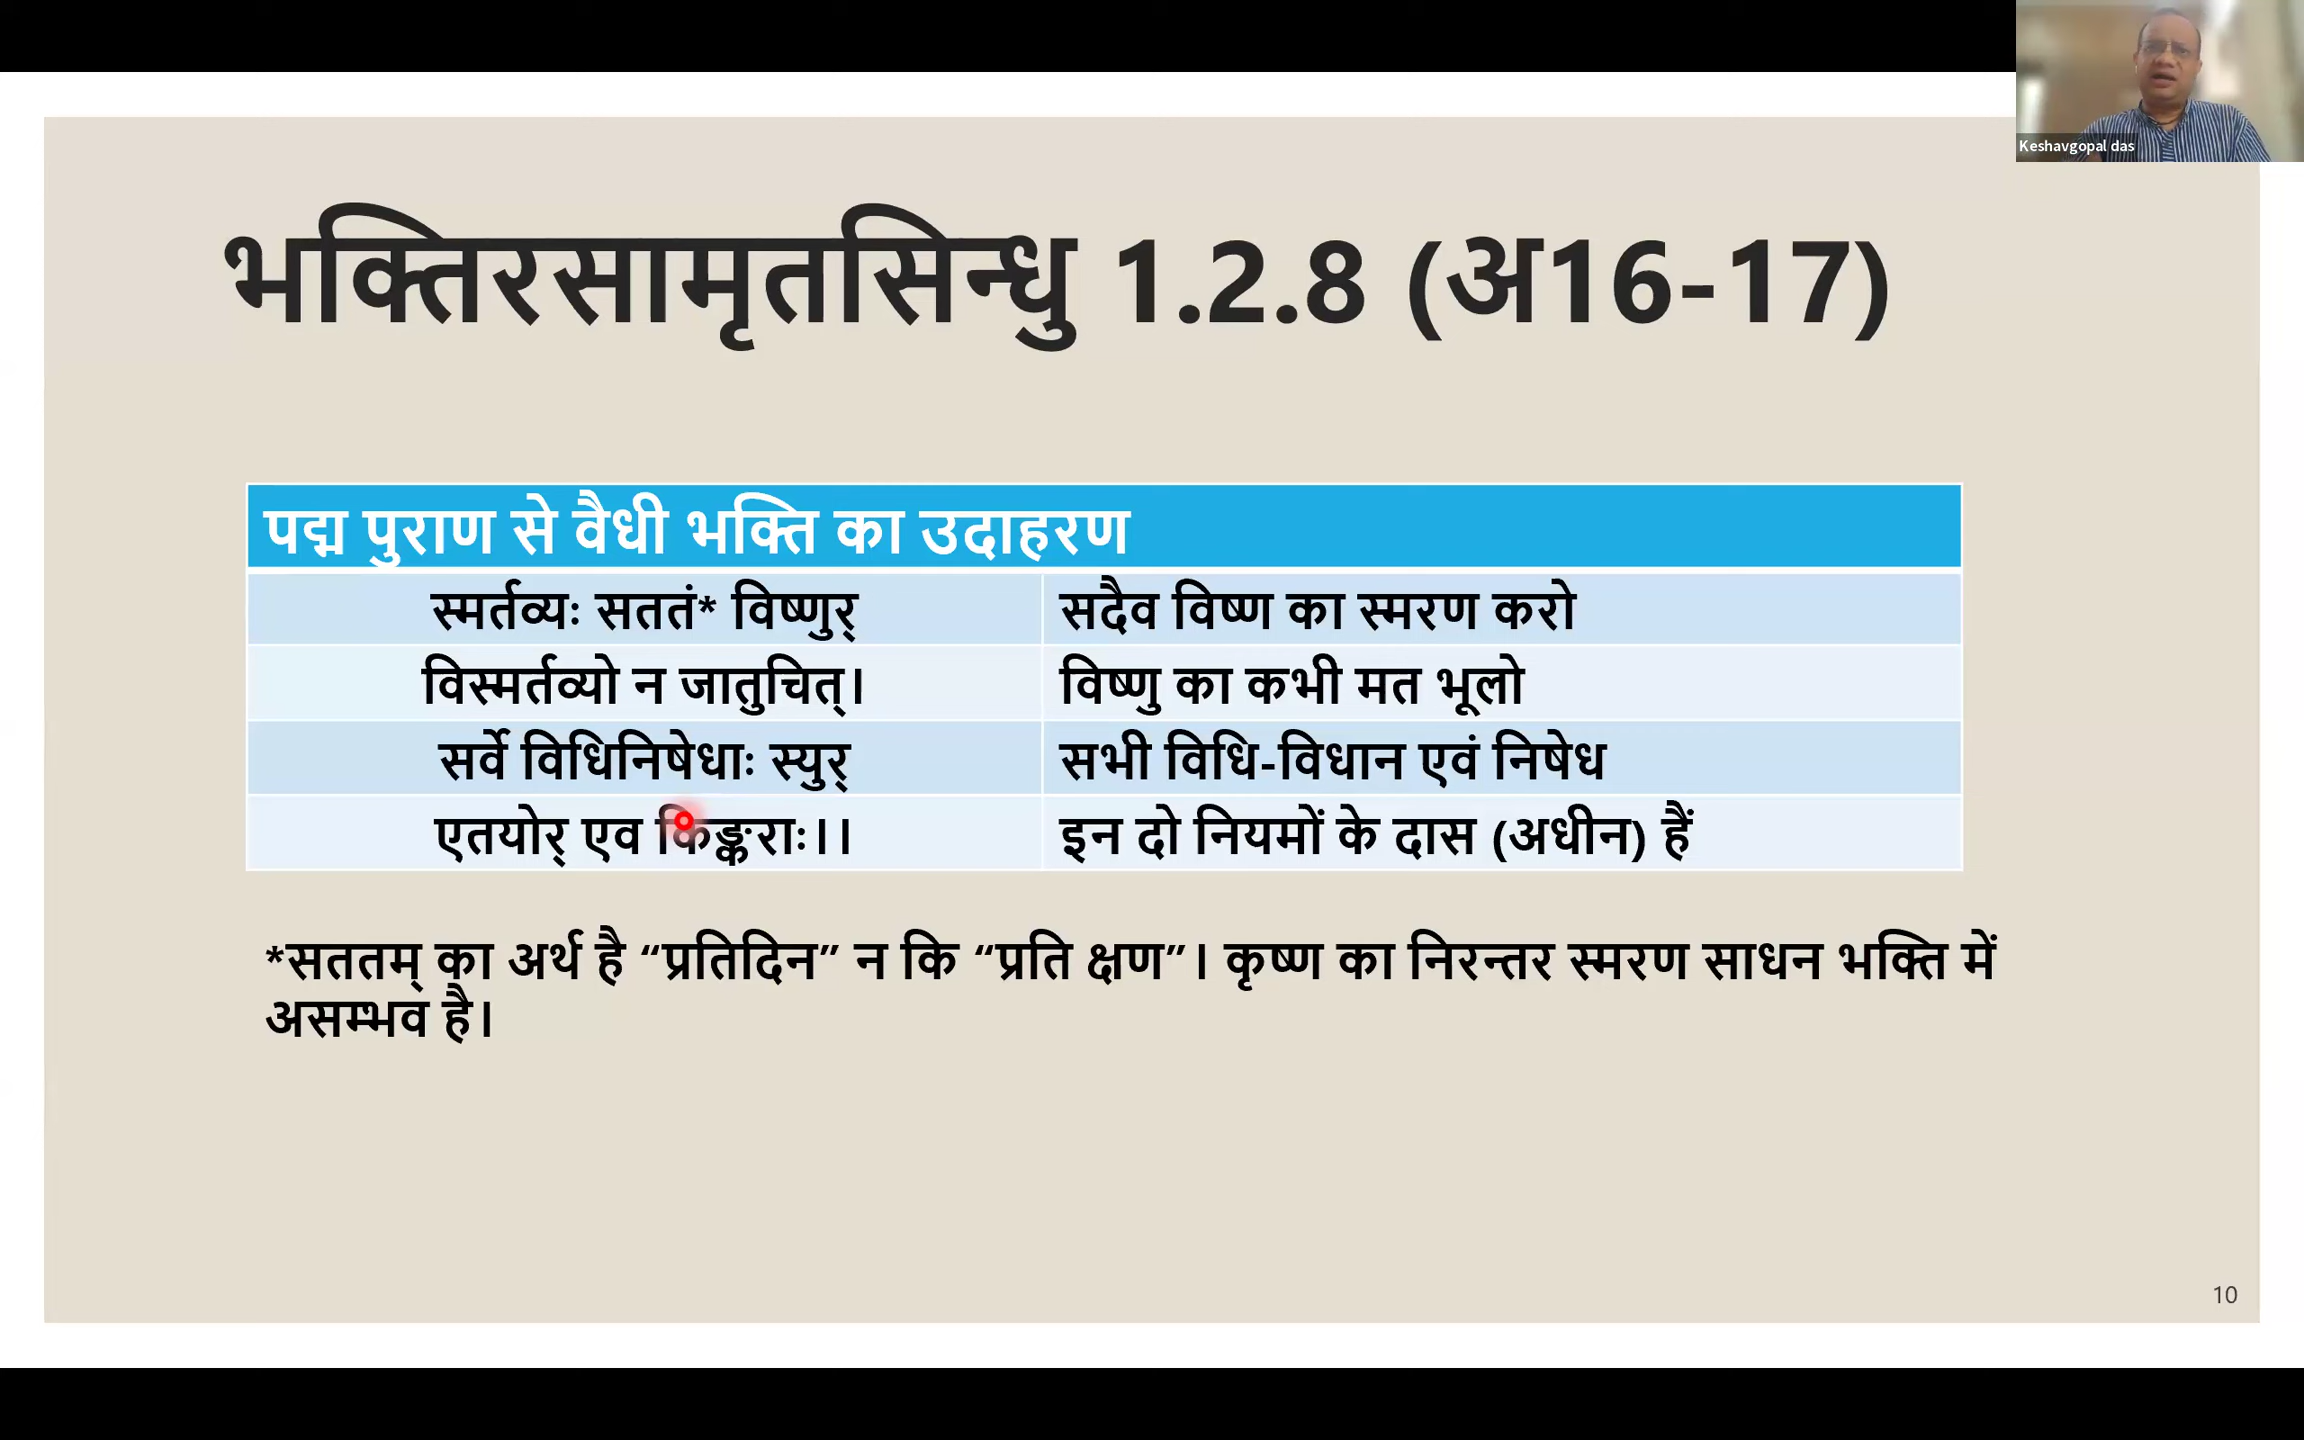 Keshavgopal das
भक्तिरसामृतसिन्धु 1.2.8 (अ16-17)
पद्म पुराण से वैधी भक्ति का उदाहरण
स्मर्तव्यः सततं* विष्णुर् सदैव विष्ण का स्मरण करो
विस्मर्तव्यो न जातुचित्। विष्णु का कभी मत भूलो
सर्वे विधिनिषेधाः स्युर् सभी विधि-विधान एवं निषेध
एतयोर् एव किङ्कराः।। इन दो नियमों के दास (अधीन) हैं
*सततम् का अर्थ है “प्रतिदिन” न कि “प्रति क्षण”। कृष्ण का निरन्तर स्मरण साधन भक्ति में
असम्भव है।
10